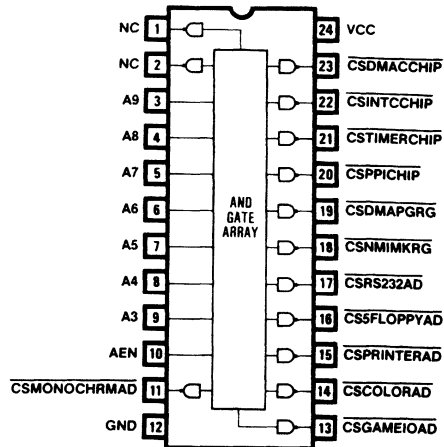 NC 1
NC 2
A9 3
A8 4
A7 5
A6 6
A5 7
A4 8
A3 9
AEN 10
CSMONOCHRMAD 11
GND 12
AND
GATE
ARRAY
24 VCC
23 CSDMACCHIP
22 CSINTCCHIP
21 CSTIMERCHIP
20 CSPPICHIP
19 CSDMAPGRG
18 CSNMIMKRG
17 CSRS232AD
16 CS5FLOPPYAD
15 CSPRINTERAD
14 CSCOLORAD
13 CSGAMEIOAD